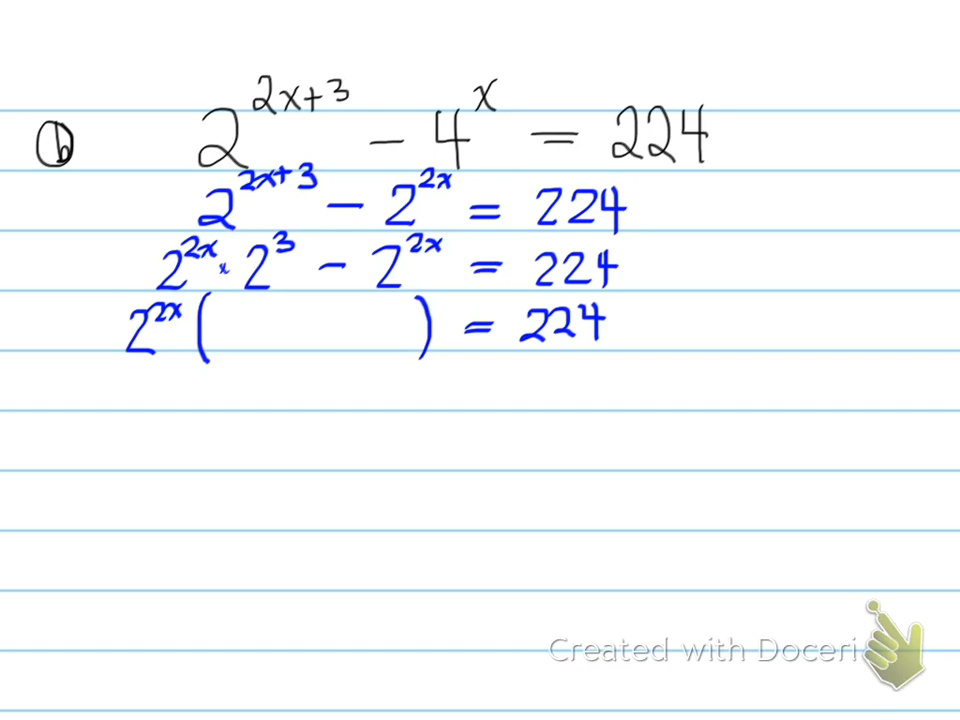 ⓑ 2^{2x+3} - 4^x = 224
2^{2x+3} - 2^{2x} = 224
2^{2x} × 2^3 - 2^{2x} = 224
2^{2x} (          ) = 224
Created with Doceri